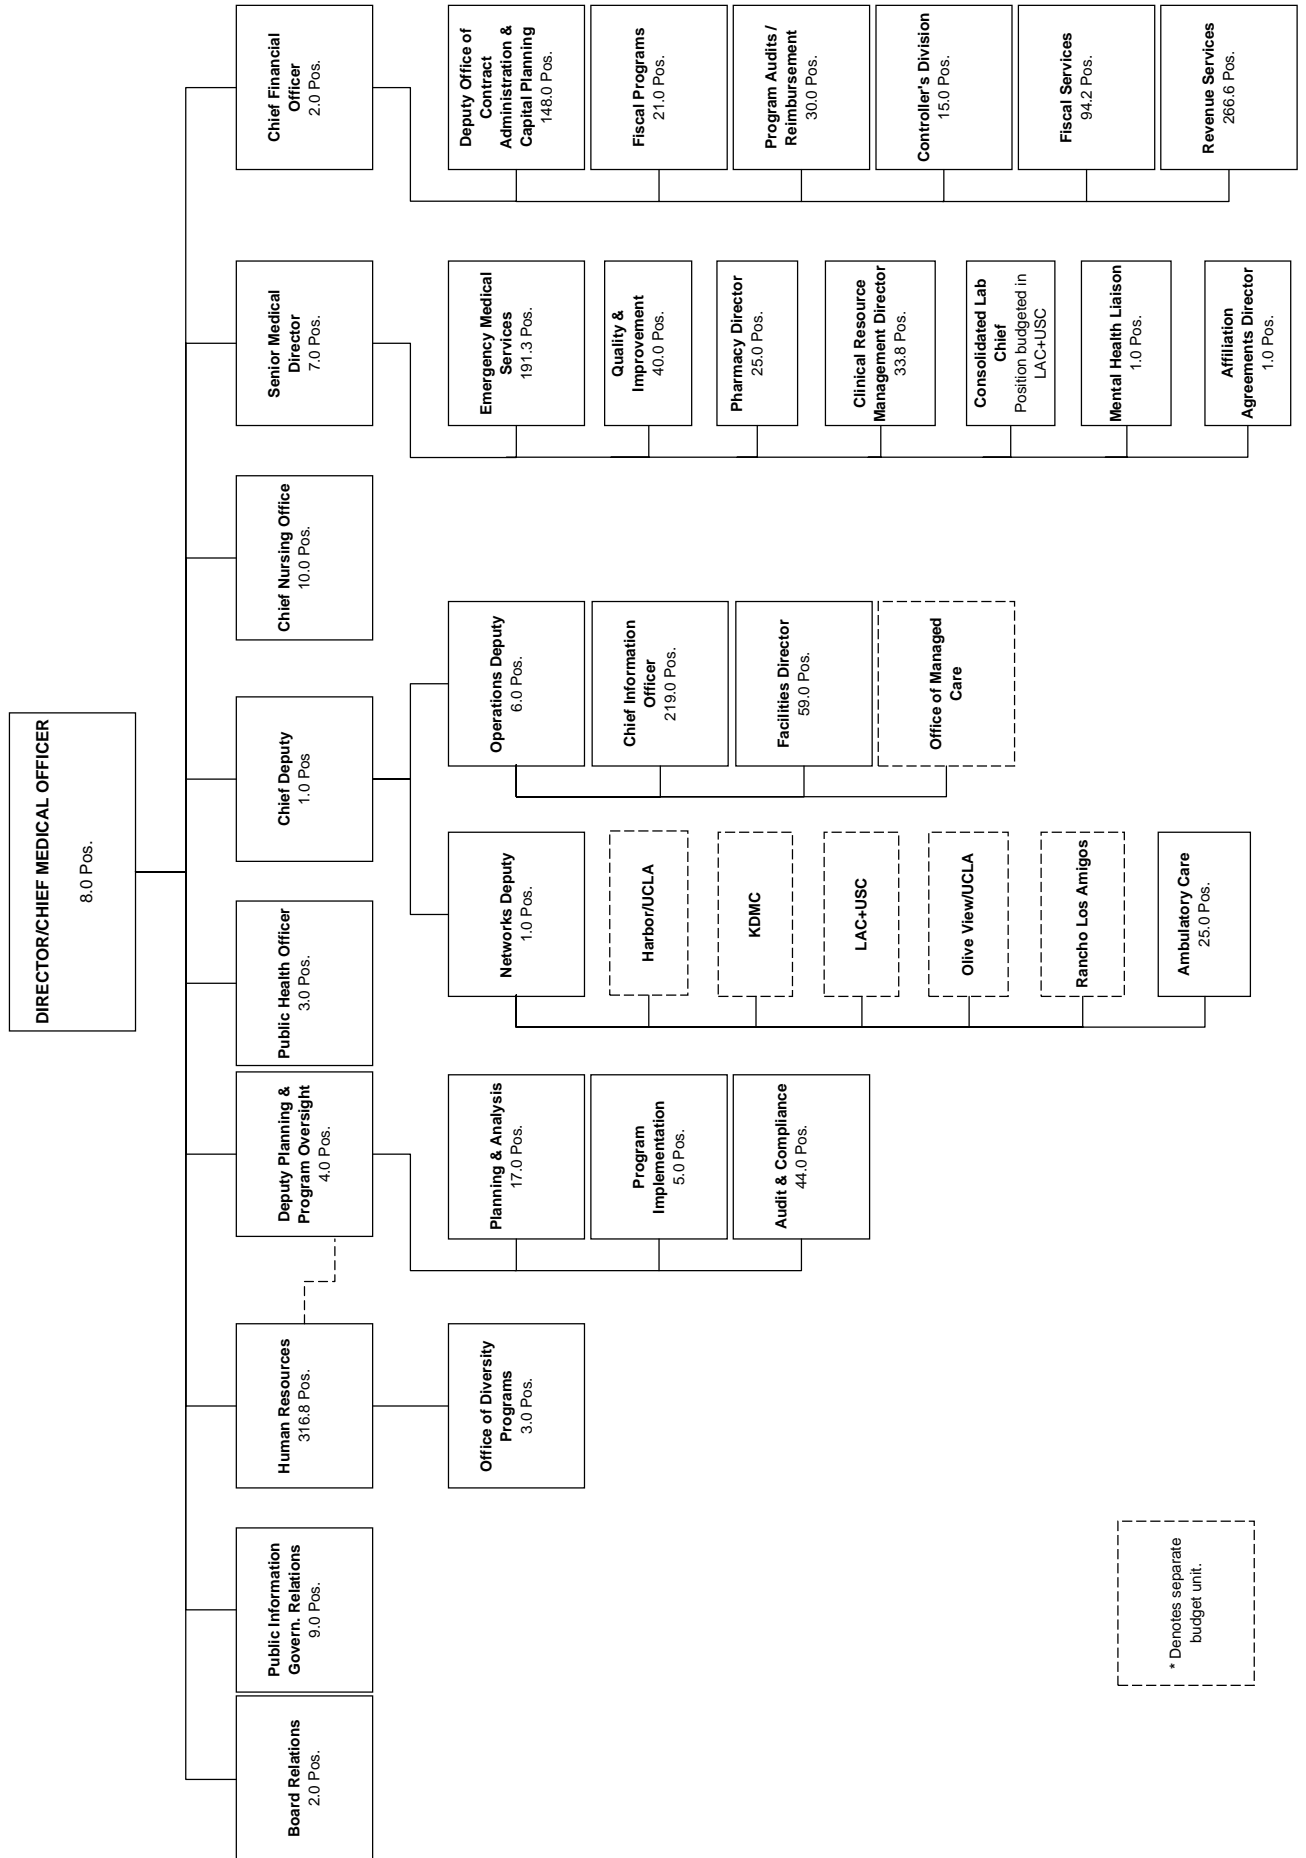 DIRECTOR/CHIEF MEDICAL OFFICER
8.0 Pos.
Board Relations
2.0 Pos.
Public Information
Govern. Relations
9.0 Pos.
Human Resources
316.8 Pos.
Deputy Planning &
Program Oversight
4.0 Pos.
Public Health Officer
3.0 Pos.
Chief Deputy
1.0 Pos
Chief Nursing Office
10.0 Pos.
Senior Medical
Director
7.0 Pos.
Chief Financial
Officer
2.0 Pos.
Office of Diversity
Programs
3.0 Pos.
Planning & Analysis
17.0 Pos.
Program
Implementation
5.0 Pos.
Audit & Compliance
44.0 Pos.
Networks Deputy
1.0 Pos.
Harbor/UCLA
KDMC
LAC+USC
Olive View/UCLA
Rancho Los Amigos
Ambulatory Care
25.0 Pos.
Operations Deputy
6.0 Pos.
Chief Information
Officer
219.0 Pos.
Facilities Director
59.0 Pos.
Office of Managed
Care
Emergency Medical
Services
191.3 Pos.
Quality &
Improvement
40.0 Pos.
Pharmacy Director
25.0 Pos.
Clinical Resource
Management Director
33.8 Pos.
Consolidated Lab
Chief
Position budgeted in
LAC+USC
Mental Health Liaison
1.0 Pos.
Affiliation
Agreements Director
1.0 Pos.
Deputy Office of
Contract
Administration &
Capital Planning
148.0 Pos.
Fiscal Programs
21.0 Pos.
Program Audits /
Reimbursement
30.0 Pos.
Controller's Division
15.0 Pos.
Fiscal Services
94.2 Pos.
Revenue Services
266.6 Pos.
* Denotes separate
budget unit.